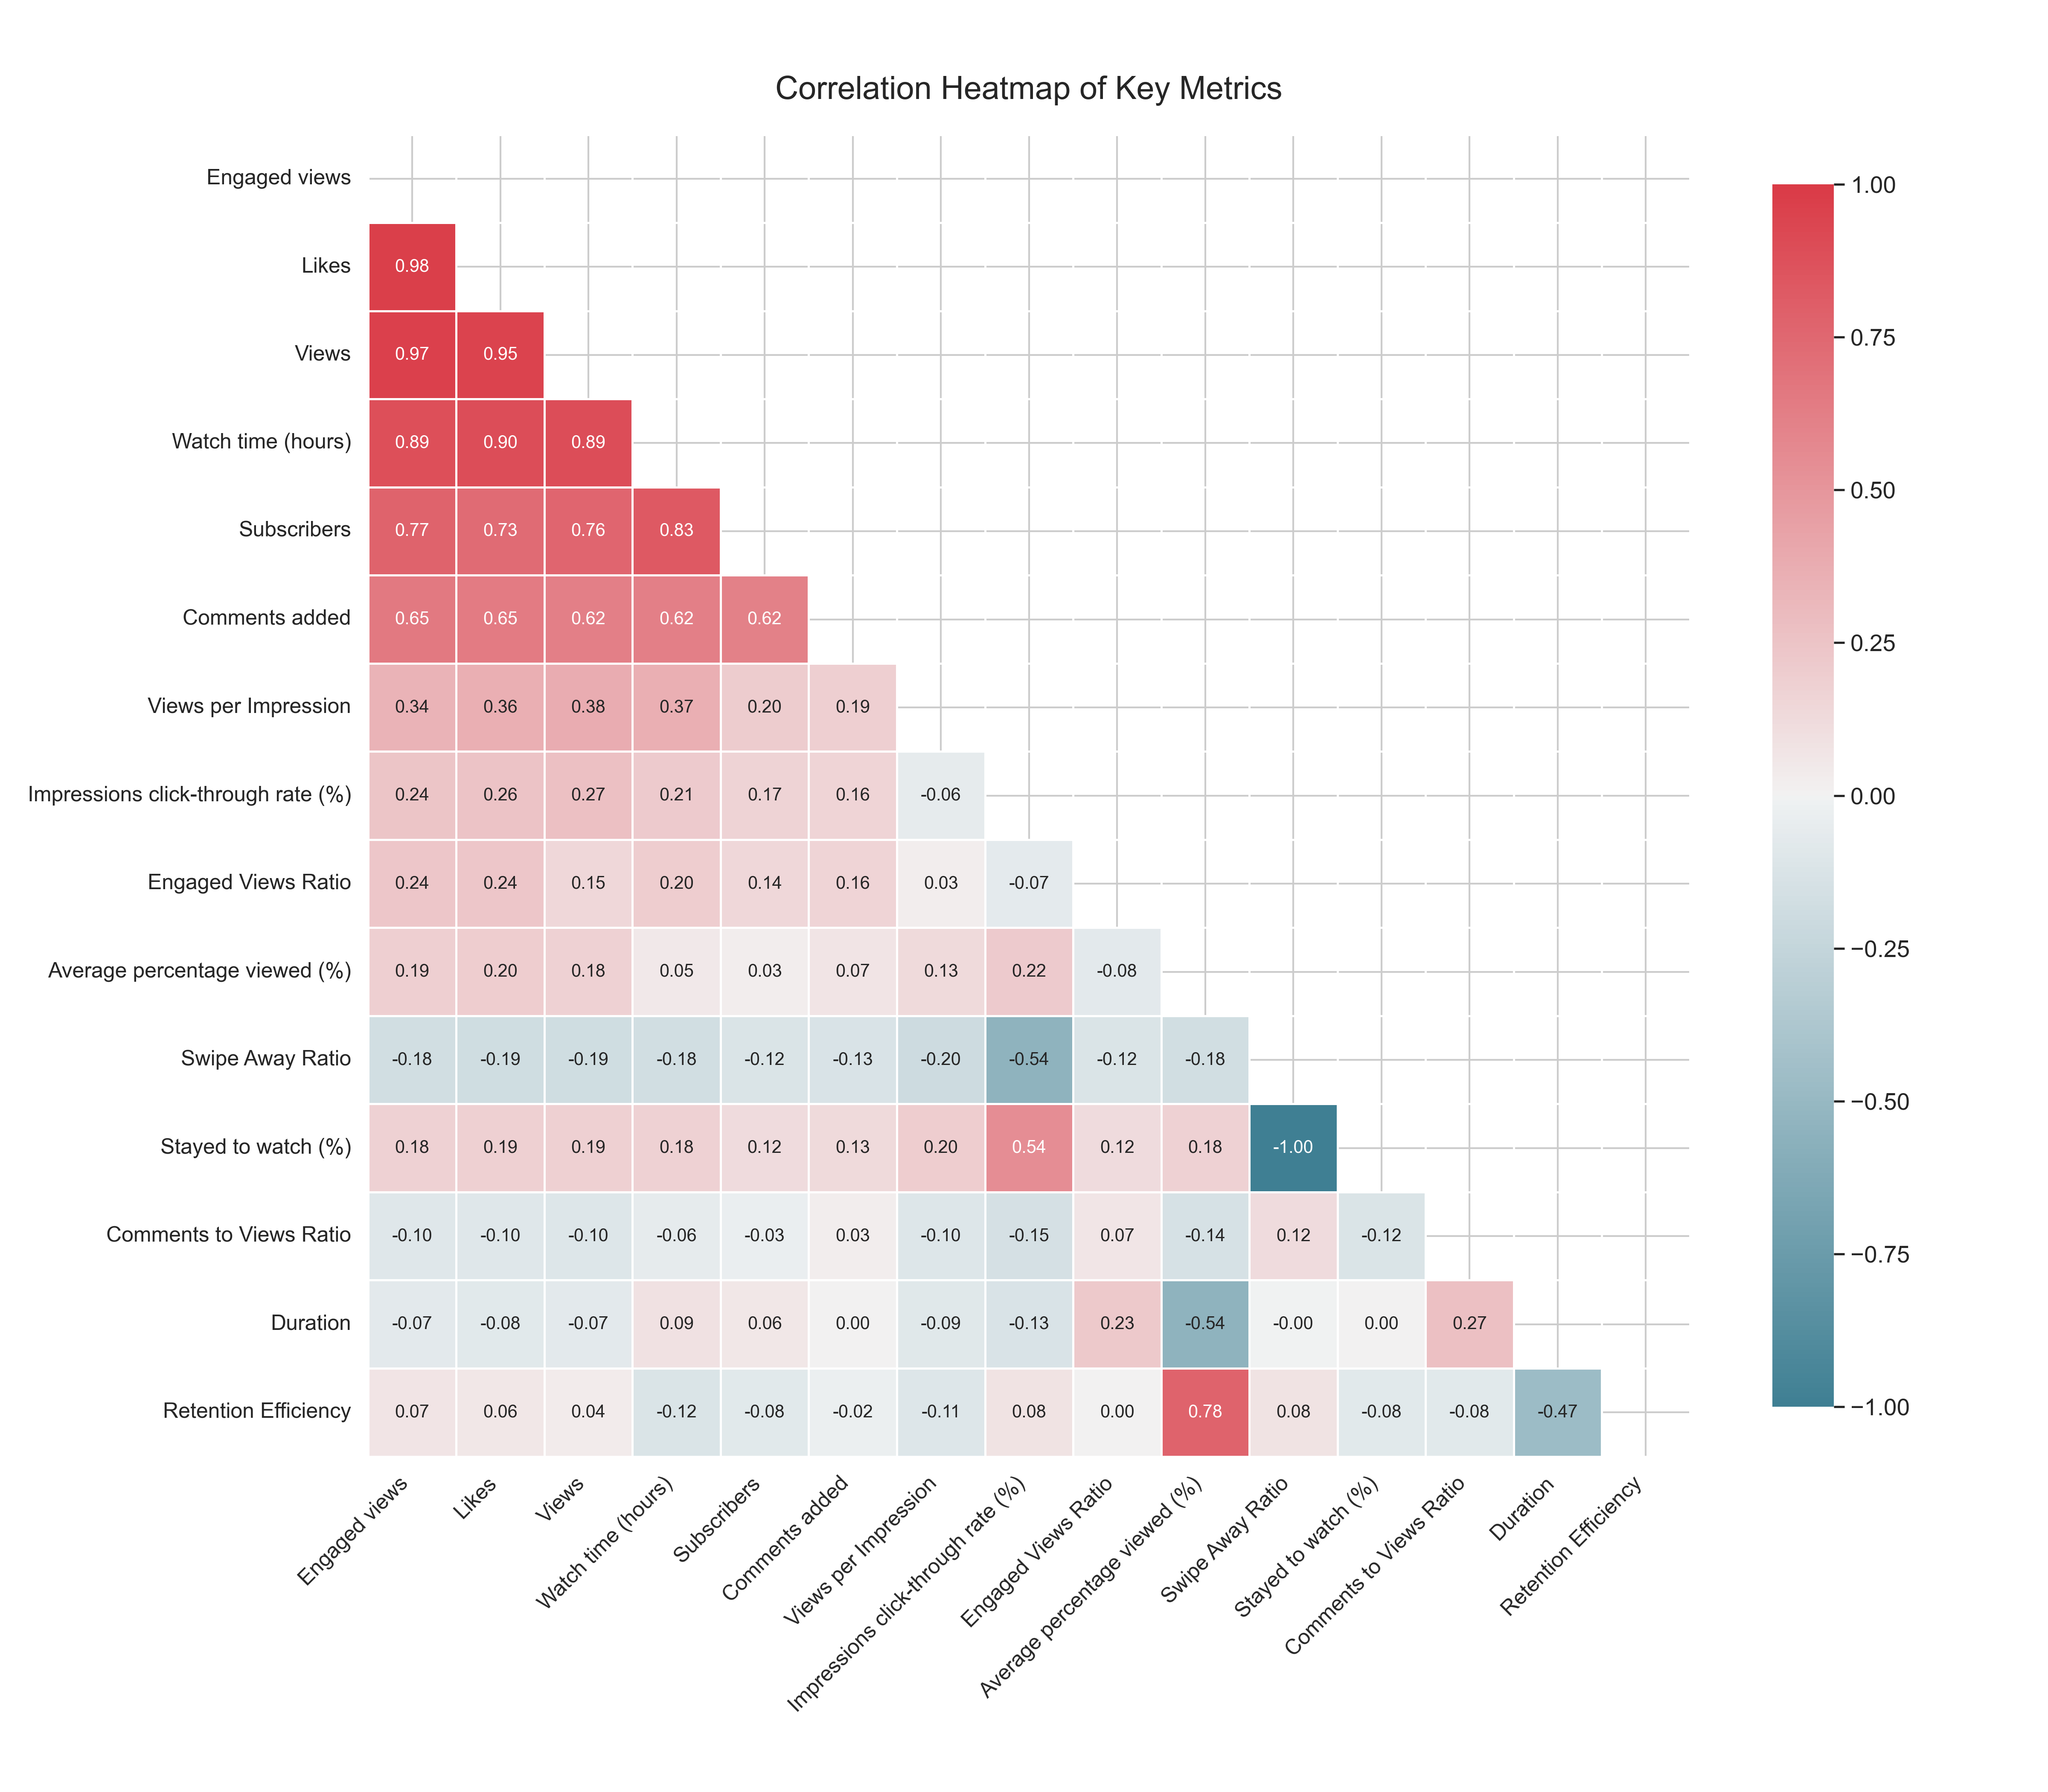 Correlation Heatmap of Key Metrics
Engaged views
Likes 0.98
Views 0.97 0.95
Watch time (hours) 0.89 0.90 0.89
Subscribers 0.77 0.73 0.76 0.83
Comments added 0.65 0.65 0.62 0.62 0.62
Views per Impression 0.34 0.36 0.38 0.37 0.20 0.19
Impressions click-through rate (%) 0.24 0.26 0.27 0.21 0.17 0.16 -0.06
Engaged Views Ratio 0.24 0.24 0.15 0.20 0.14 0.16 0.03 -0.07
Average percentage viewed (%) 0.19 0.20 0.18 0.05 0.03 0.07 0.13 0.22 -0.08
Swipe Away Ratio -0.18 -0.19 -0.19 -0.18 -0.12 -0.13 -0.20 -0.54 -0.12 -0.18
Stayed to watch (%) 0.18 0.19 0.19 0.18 0.12 0.13 0.20 0.54 0.12 0.18 -1.00
Comments to Views Ratio -0.10 -0.10 -0.10 -0.06 -0.03 0.03 -0.10 -0.15 0.07 -0.14 0.12 -0.12
Duration -0.07 -0.08 -0.07 0.09 0.06 0.00 -0.09 -0.13 0.23 -0.54 -0.00 0.00 0.27
Retention Efficiency 0.07 0.06 0.04 -0.12 -0.08 -0.02 -0.11 0.08 0.00 0.78 0.08 -0.08 -0.08 -0.47
Engaged views
Likes
Views
Watch time (hours)
Subscribers
Comments added
Views per Impression
Impressions click-through rate (%)
Engaged Views Ratio
Average percentage viewed (%)
Swipe Away Ratio
Stayed to watch (%)
Comments to Views Ratio
Duration
Retention Efficiency
1.00
0.75
0.50
0.25
0.00
−0.25
−0.50
−0.75
−1.00